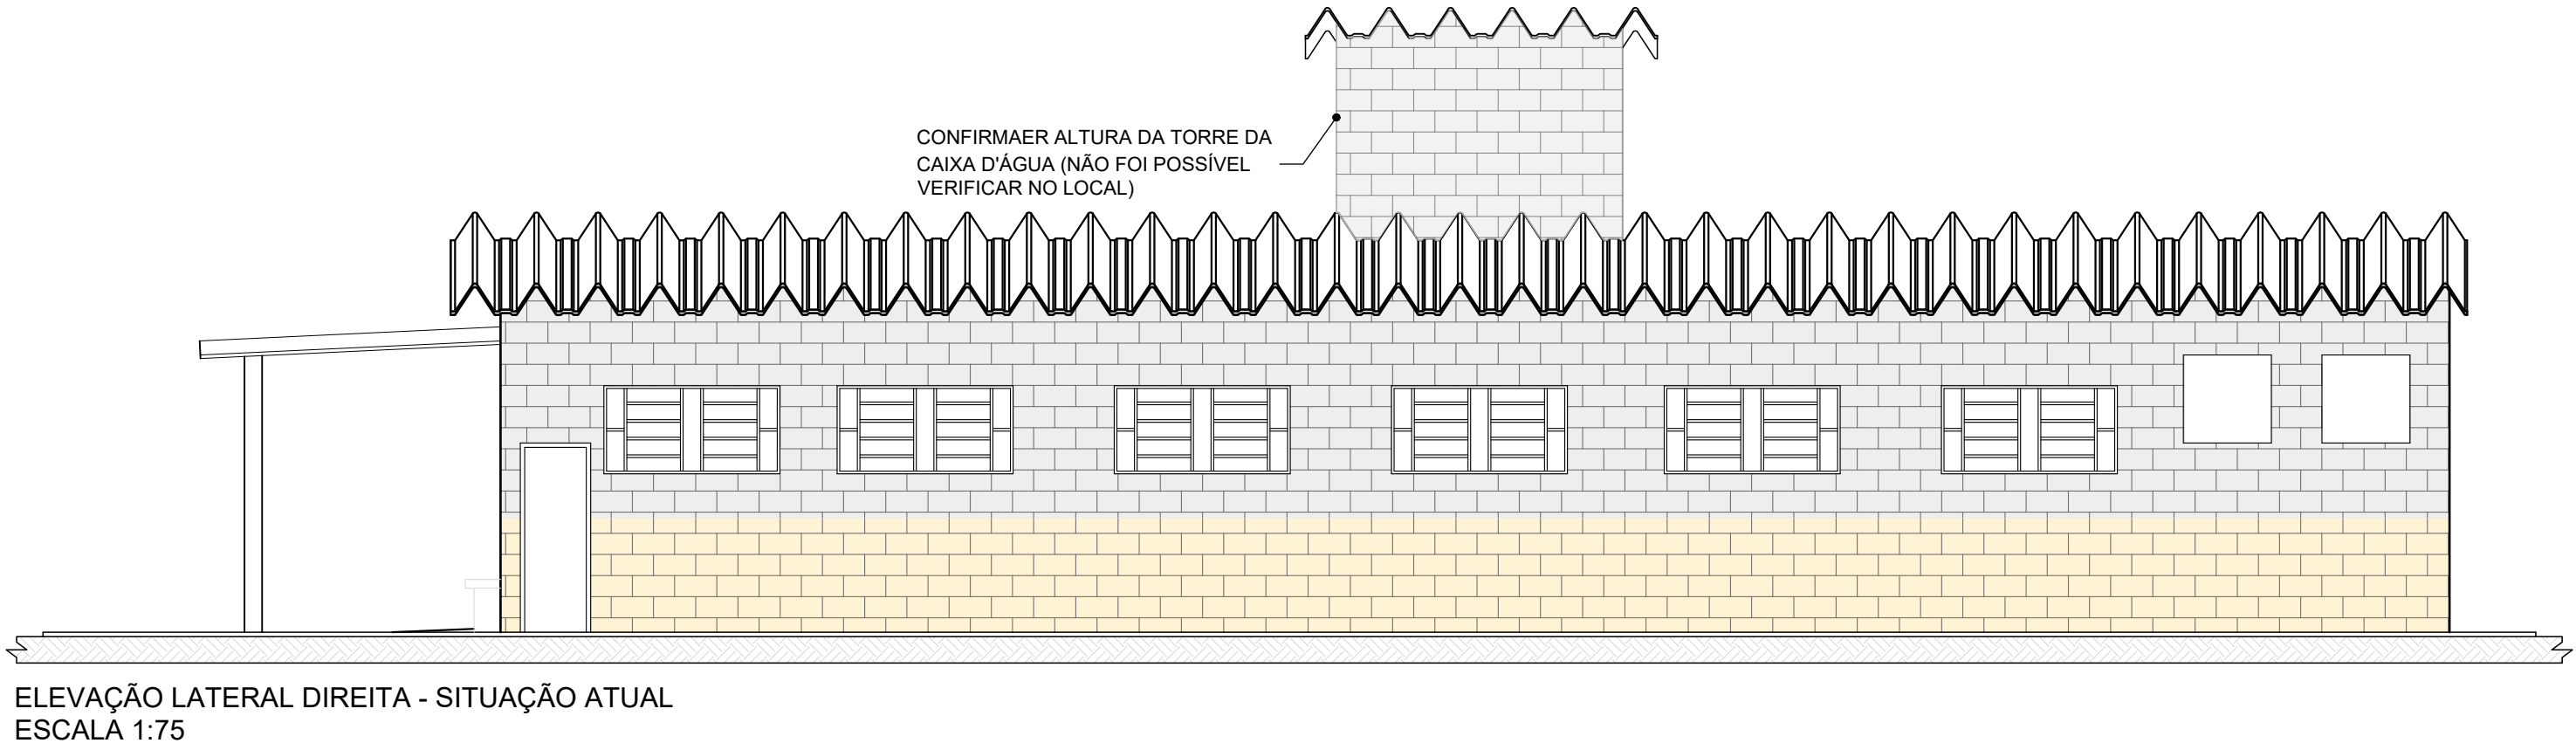 CONFIRMAER ALTURA DA TORRE DA
CAIXA D'ÁGUA (NÃO FOI POSSÍVEL
VERIFICAR NO LOCAL)
ELEVAÇÃO LATERAL DIREITA - SITUAÇÃO ATUAL
ESCALA 1:75